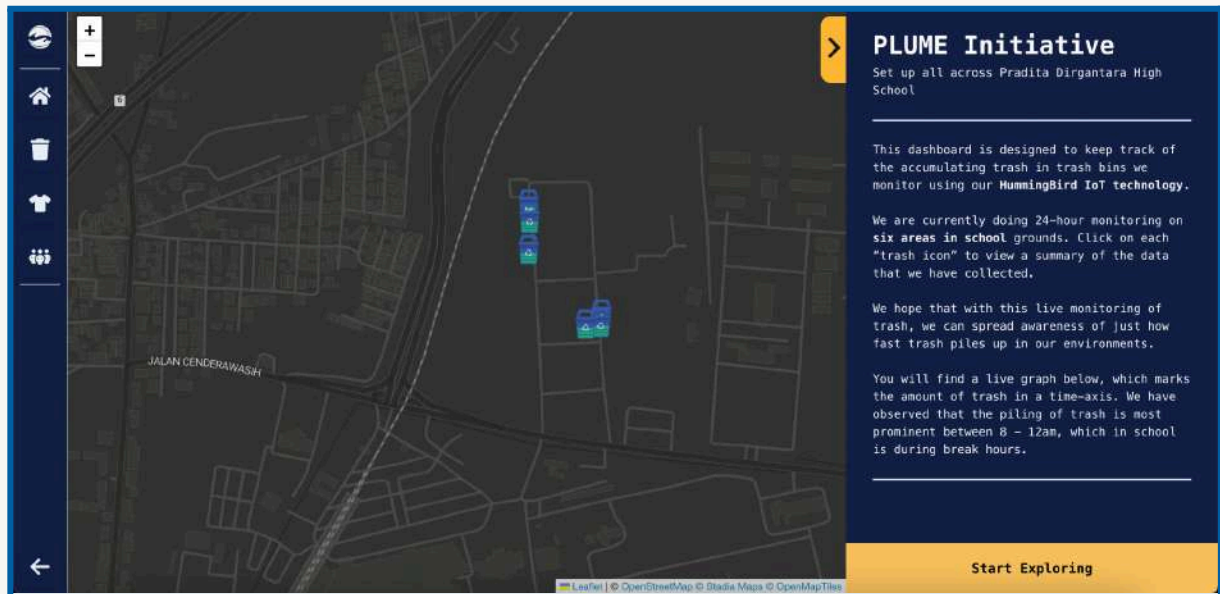 +
−
JALAN CENDERAWASIH
Leaflet | © OpenStreetMap © Stadia Maps © OpenMapTiles
PLUME Initiative
Set up all across Pradita Dirgantara High
School
This dashboard is designed to keep track of
the accumulating trash in trash bins we
monitor using our HummingBird IoT technology.
We are currently doing 24-hour monitoring on
six areas in school grounds. Click on each
"trash icon" to view a summary of the data
that we have collected.
We hope that with this live monitoring of
trash, we can spread awareness of just how
fast trash piles up in our environments.
You will find a live graph below, which marks
the amount of trash in a time-axis. We have
observed that the piling of trash is most
prominent between 8 – 12am, which in school
is during break hours.
Start Exploring